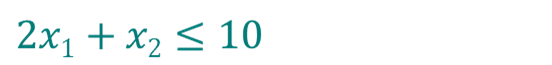 2x₁ + x₂ ≤ 10